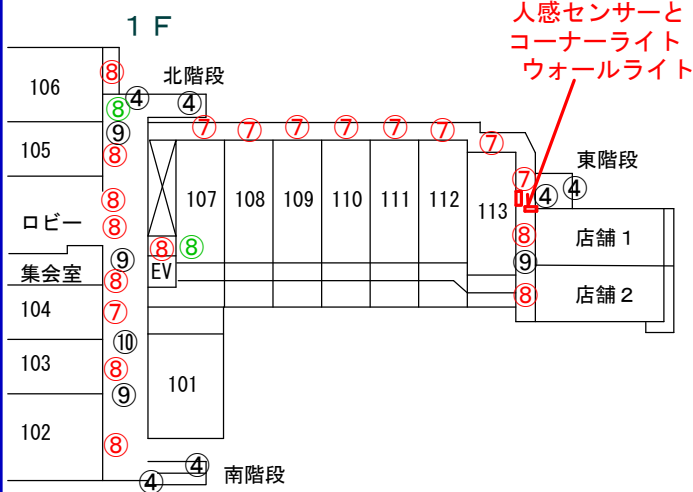 人感センサーと
コーナーライト
ウォールライト
1F
北階段
106
⑧
④
④
⑧
⑨
⑦ ⑦ ⑦ ⑦ ⑦ ⑦
⑦
105
⑧
東階段
⑦
④
④
107 108 109 110 111 112
113
⑧
ロビー
⑧
⑧
店舗1
⑧
⑧
⑨
⑨
集会室
EV
⑧
店舗2
⑧
104
⑦
⑩
103
⑧
101
⑨
102
⑧
④
南階段
④